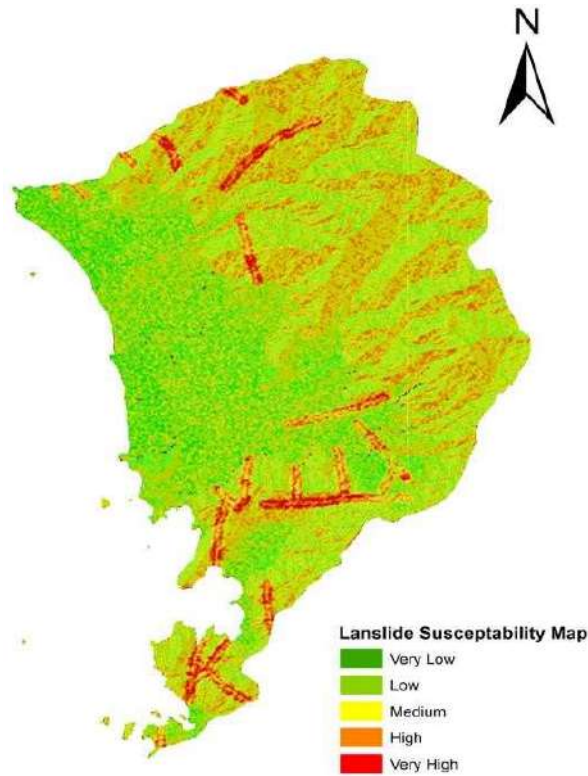 N
Lanslide Susceptability Map
Very Low
Low
Medium
High
Very High